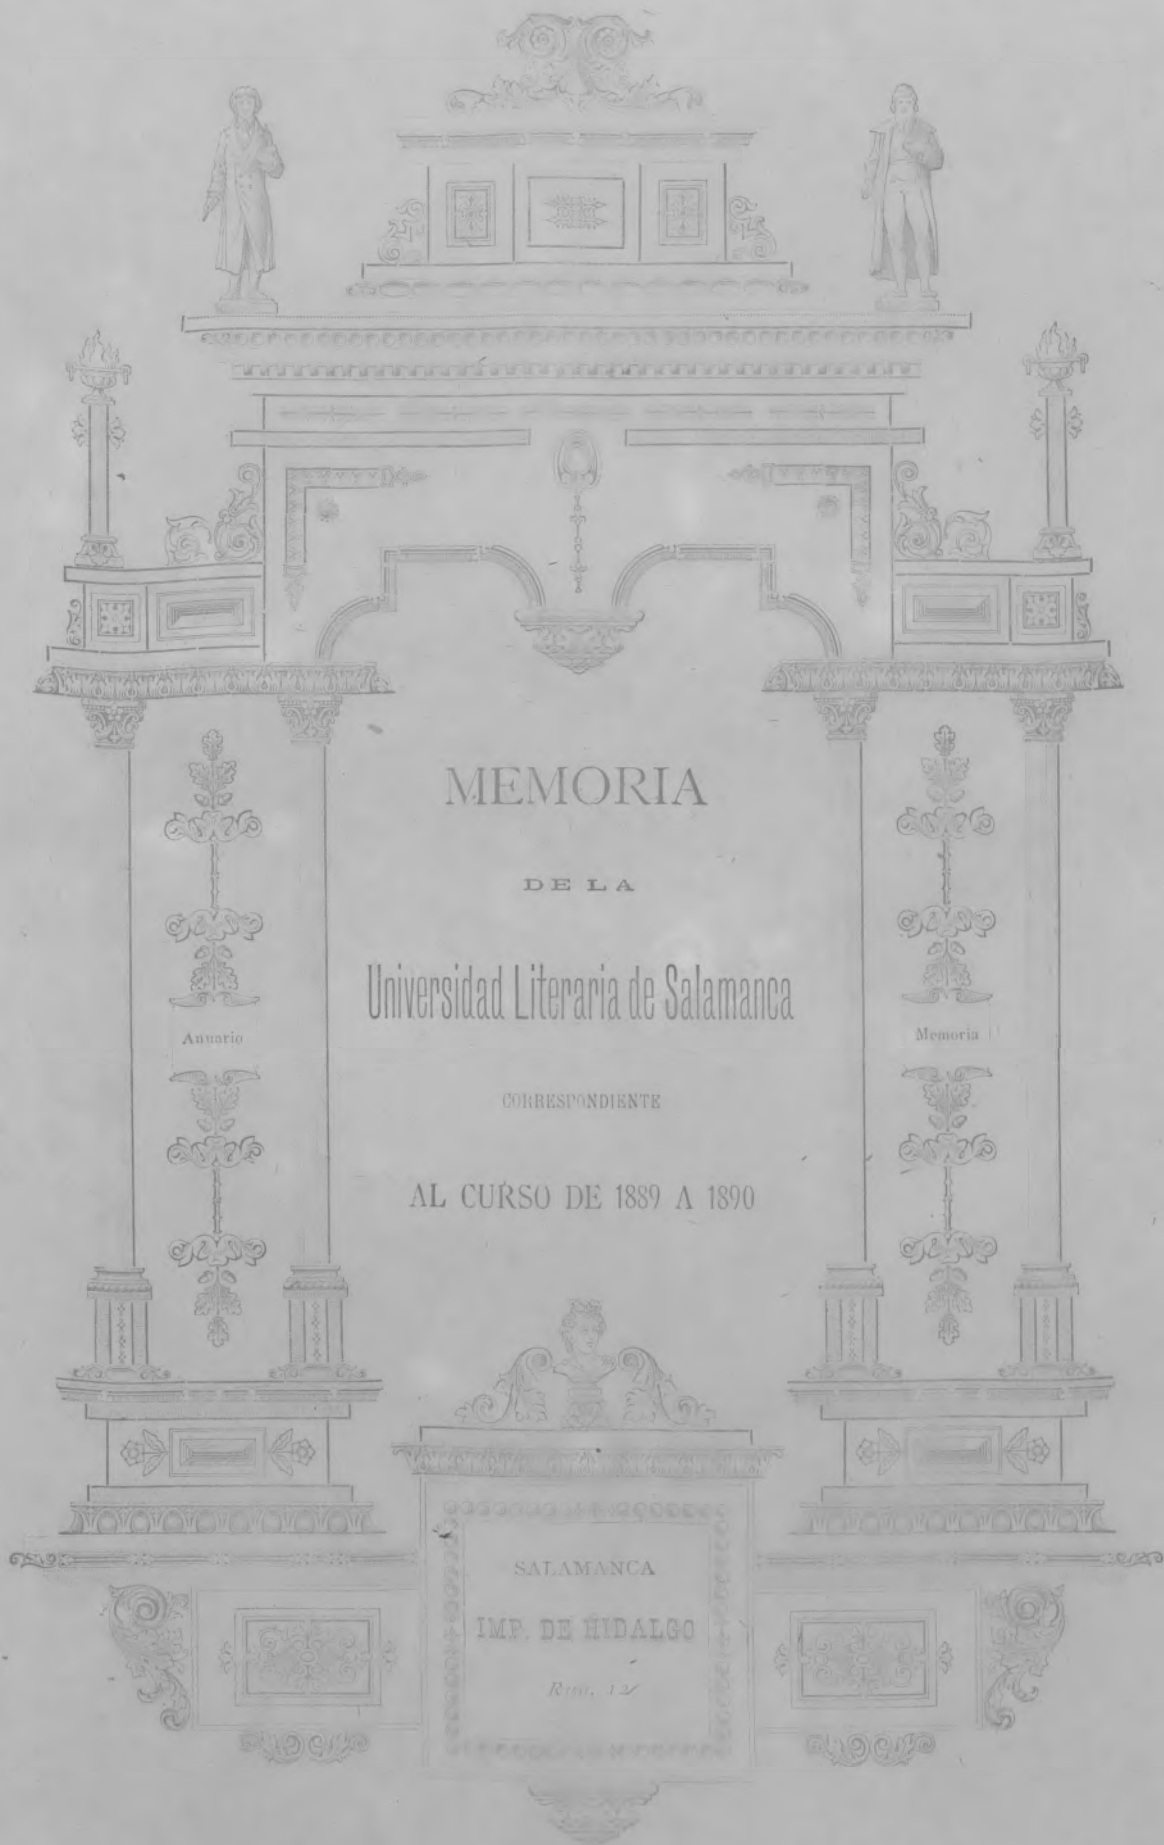 MEMORIA
DE LA
Universidad Literaria de Salamanca
Anuario
Memoria
CORRESPONDIENTE
AL CURSO DE 1889 A 1890
SALAMANCA
IMP. DE HIDALGO